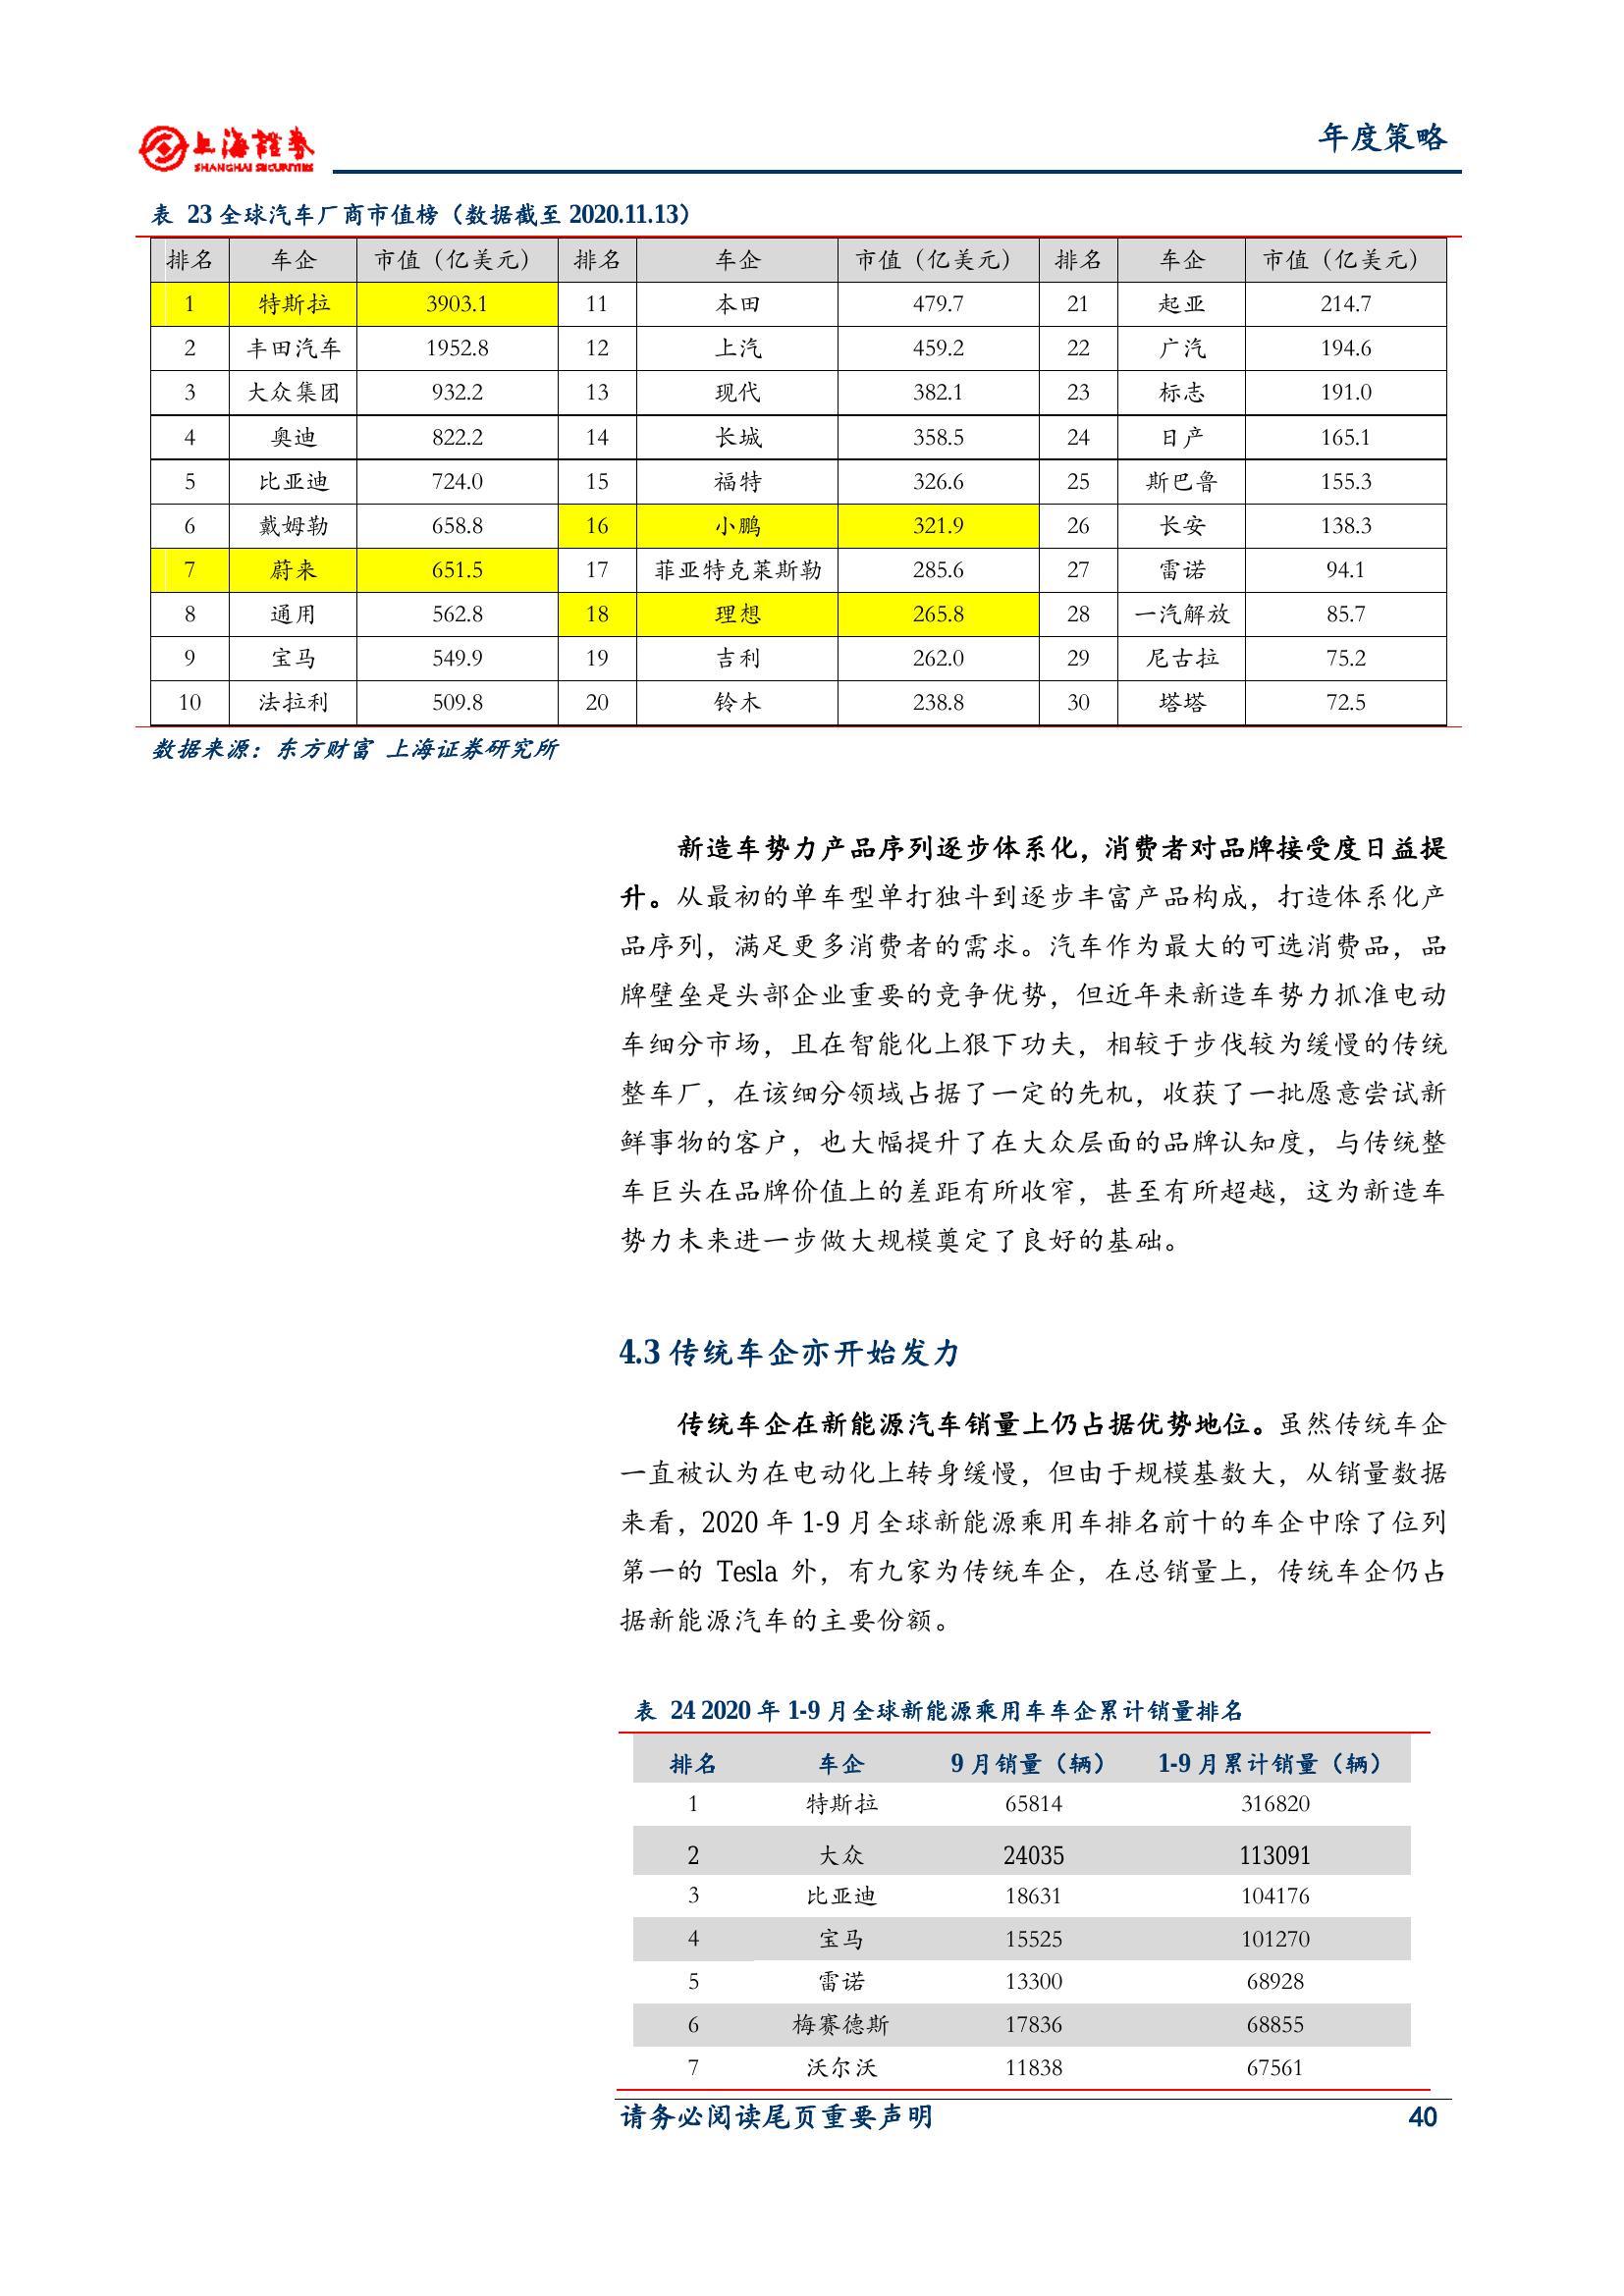 上海證券
SHANGHAI SECURITIES
年度策略
表 23 全球汽车厂商市值榜（数据截至 2020.11.13）
排名 车企 市值（亿美元） 排名 车企 市值（亿美元） 排名 车企 市值（亿美元）
1 特斯拉 3903.1 11 本田 479.7 21 起亚 214.7
2 丰田汽车 1952.8 12 上汽 459.2 22 广汽 194.6
3 大众集团 932.2 13 现代 382.1 23 标志 191.0
4 奥迪 822.2 14 长城 358.5 24 日产 165.1
5 比亚迪 724.0 15 福特 326.6 25 斯巴鲁 155.3
6 戴姆勒 658.8 16 小鹏 321.9 26 长安 138.3
7 蔚来 651.5 17 菲亚特克莱斯勒 285.6 27 雷诺 94.1
8 通用 562.8 18 理想 265.8 28 一汽解放 85.7
9 宝马 549.9 19 吉利 262.0 29 尼古拉 75.2
10 法拉利 509.8 20 铃木 238.8 30 塔塔 72.5
数据来源：东方财富 上海证券研究所
新造车势力产品序列逐步体系化，消费者对品牌接受度日益提
升。从最初的单车型单打独斗到逐步丰富产品构成，打造体系化产
品序列，满足更多消费者的需求。汽车作为最大的可选消费品，品
牌壁垒是头部企业重要的竞争优势，但近年来新造车势力抓准电动
车细分市场，且在智能化上狠下功夫，相较于步伐较为缓慢的传统
整车厂，在该细分领域占据了一定的先机，收获了一批愿意尝试新
鲜事物的客户，也大幅提升了在大众层面的品牌认知度，与传统整
车巨头在品牌价值上的差距有所收窄，甚至有所超越，这为新造车
势力未来进一步做大规模奠定了良好的基础。
4.3 传统车企亦开始发力
传统车企在新能源汽车销量上仍占据优势地位。虽然传统车企
一直被认为在电动化上转身缓慢，但由于规模基数大，从销量数据
来看，2020 年 1-9 月全球新能源乘用车排名前十的车企中除了位列
第一的 Tesla 外，有九家为传统车企，在总销量上，传统车企仍占
据新能源汽车的主要份额。
表 24 2020 年 1-9 月全球新能源乘用车车企累计销量排名
排名 车企 9 月销量（辆） 1-9 月累计销量（辆）
1 特斯拉 65814 316820
2 大众 24035 113091
3 比亚迪 18631 104176
4 宝马 15525 101270
5 雷诺 13300 68928
6 梅赛德斯 17836 68855
7 沃尔沃 11838 67561
请务必阅读尾页重要声明 40